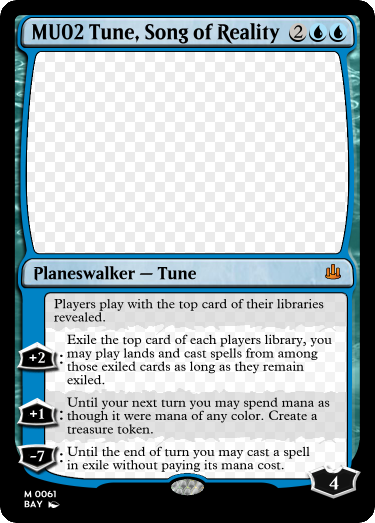 MU02 Tune, Song of Reality 2
Planeswalker — Tune
Players play with the top card of their libraries
revealed.
Exile the top card of each players library, you
may play lands and cast spells from among
+2 : those exiled cards as long as they remain
exiled.
Until your next turn you may spend mana as
+1 : though it were mana of any color. Create a
treasure token.
-7 : Until the end of turn you may cast a spell
in exile without paying its mana cost.
4
M 0061
BAY